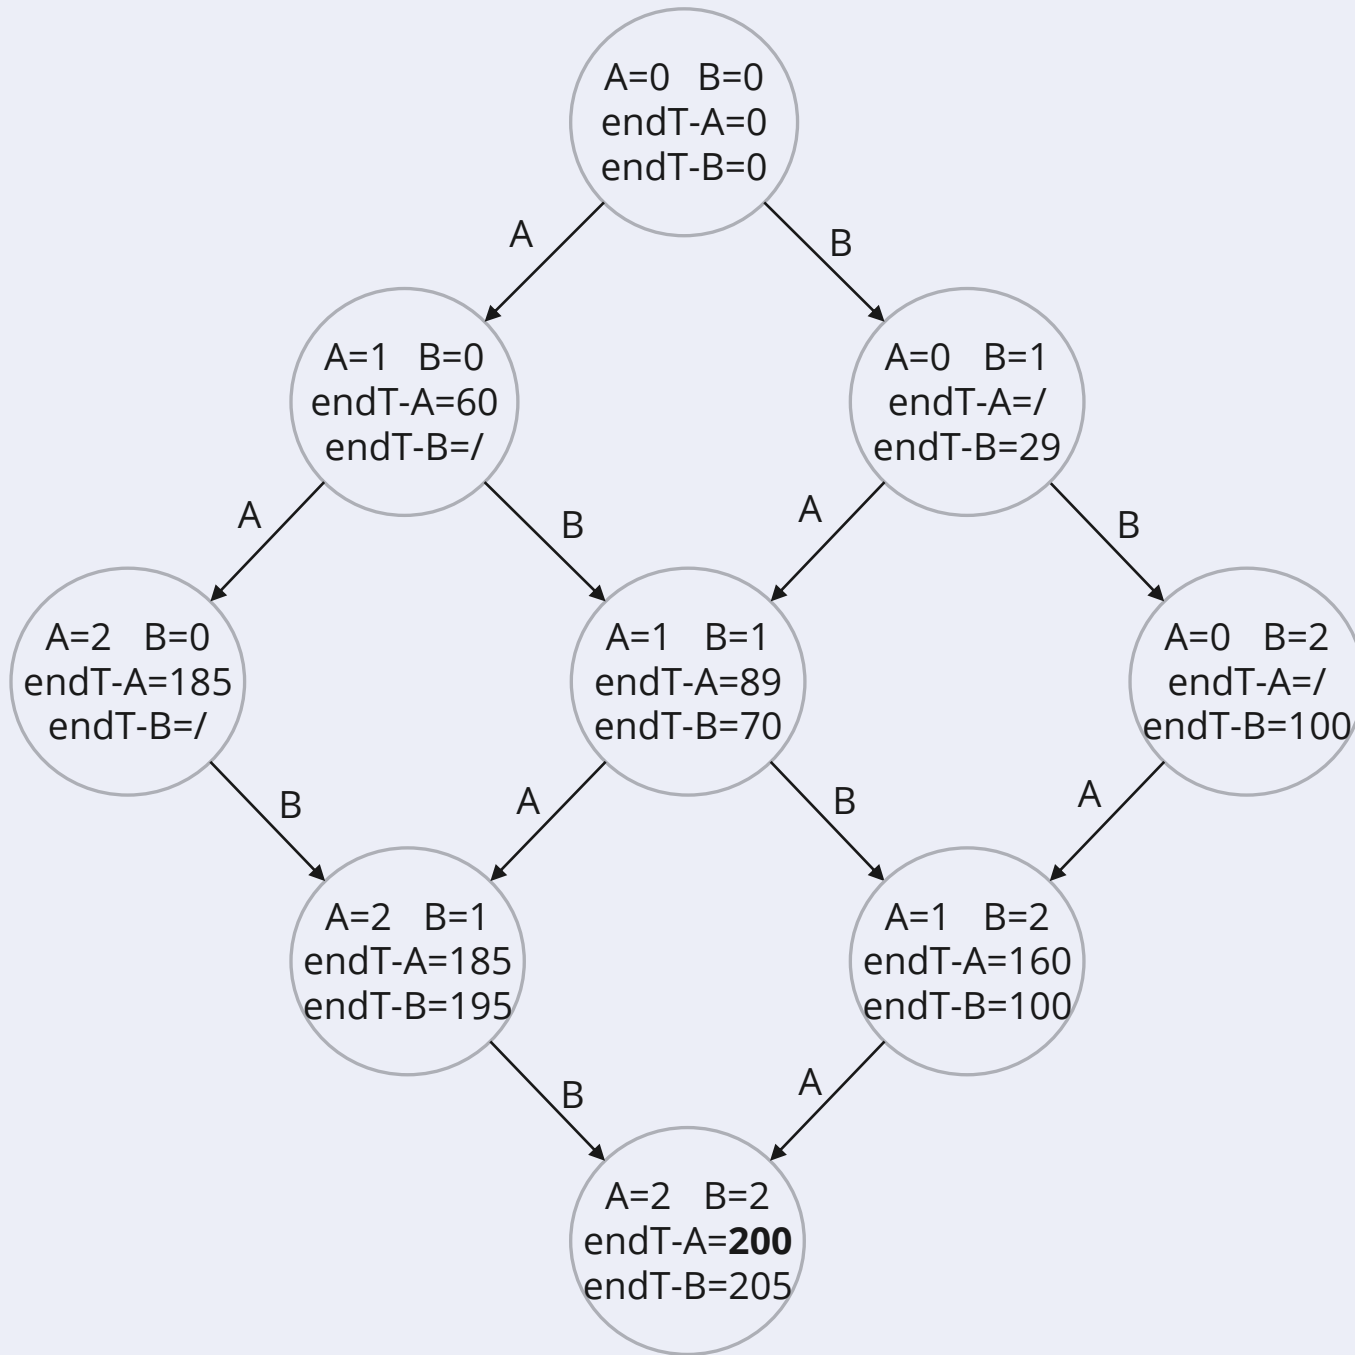 A=0 B=0
endT-A=0
endT-B=0
A
B
A=1 B=0
endT-A=60
endT-B=/
A=0 B=1
endT-A=/
endT-B=29
A
B
A
B
A=2 B=0
endT-A=185
endT-B=/
A=1 B=1
endT-A=89
endT-B=70
A=0 B=2
endT-A=/
endT-B=100
B
A
B
A
A=2 B=1
endT-A=185
endT-B=195
A=1 B=2
endT-A=160
endT-B=100
B
A
A=2 B=2
endT-A=200
endT-B=205